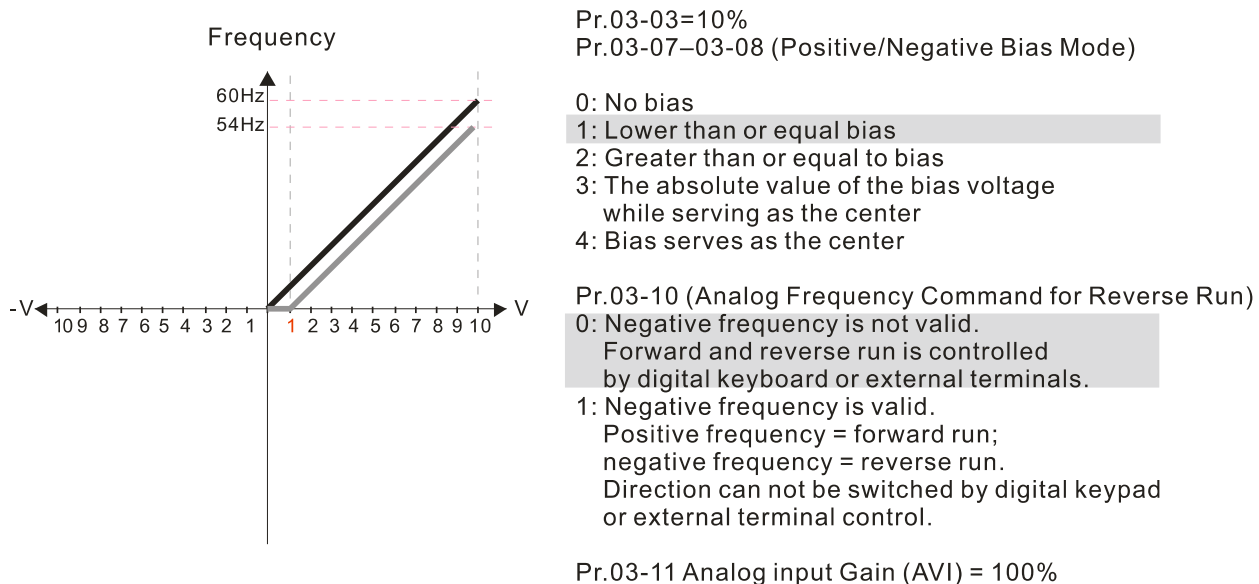 Frequency
60Hz
54Hz
-V
V
10 9 8 7 6 5 4 3 2 1
1 2 3 4 5 6 7 8 9 10
Pr.03-03=10%
Pr.03-07–03-08 (Positive/Negative Bias Mode)
0: No bias
1: Lower than or equal bias
2: Greater than or equal to bias
3: The absolute value of the bias voltage
while serving as the center
4: Bias serves as the center
Pr.03-10 (Analog Frequency Command for Reverse Run)
0: Negative frequency is not valid.
Forward and reverse run is controlled
by digital keyboard or external terminals.
1: Negative frequency is valid.
Positive frequency = forward run;
negative frequency = reverse run.
Direction can not be switched by digital keypad
or external terminal control.
Pr.03-11 Analog input Gain (AVI) = 100%